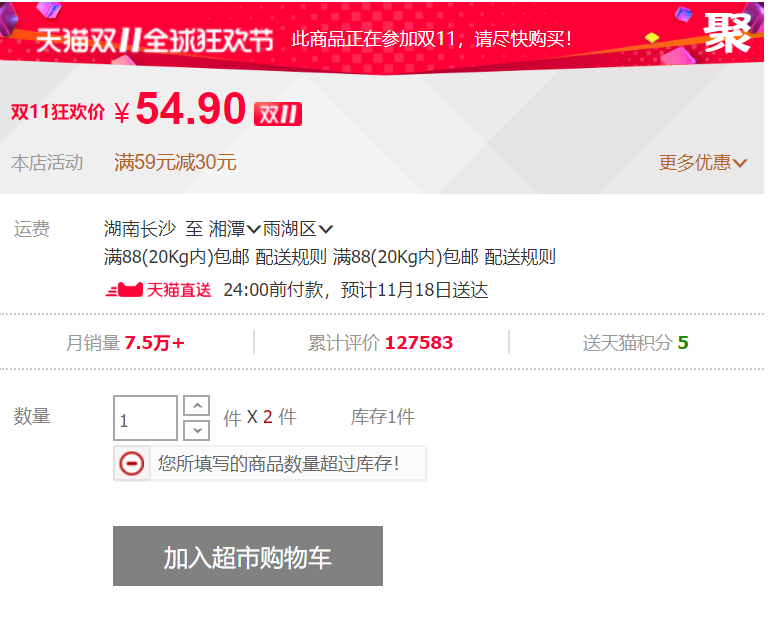 天猫双11全球狂欢节 此商品正在参加双11，请尽快购买！ 聚
双11狂欢价 ¥ 54.90 双11
本店活动 满59元减30元 更多优惠
运费 湖南长沙 至 湘潭 雨湖区
满88(20Kg内)包邮 配送规则 满88(20Kg内)包邮 配送规则
天猫直送 24:00前付款，预计11月18日送达
月销量 7.5万+ 累计评价 127583 送天猫积分 5
数量 1 件 X 2 件 库存1件
您所填写的商品数量超过库存！
加入超市购物车